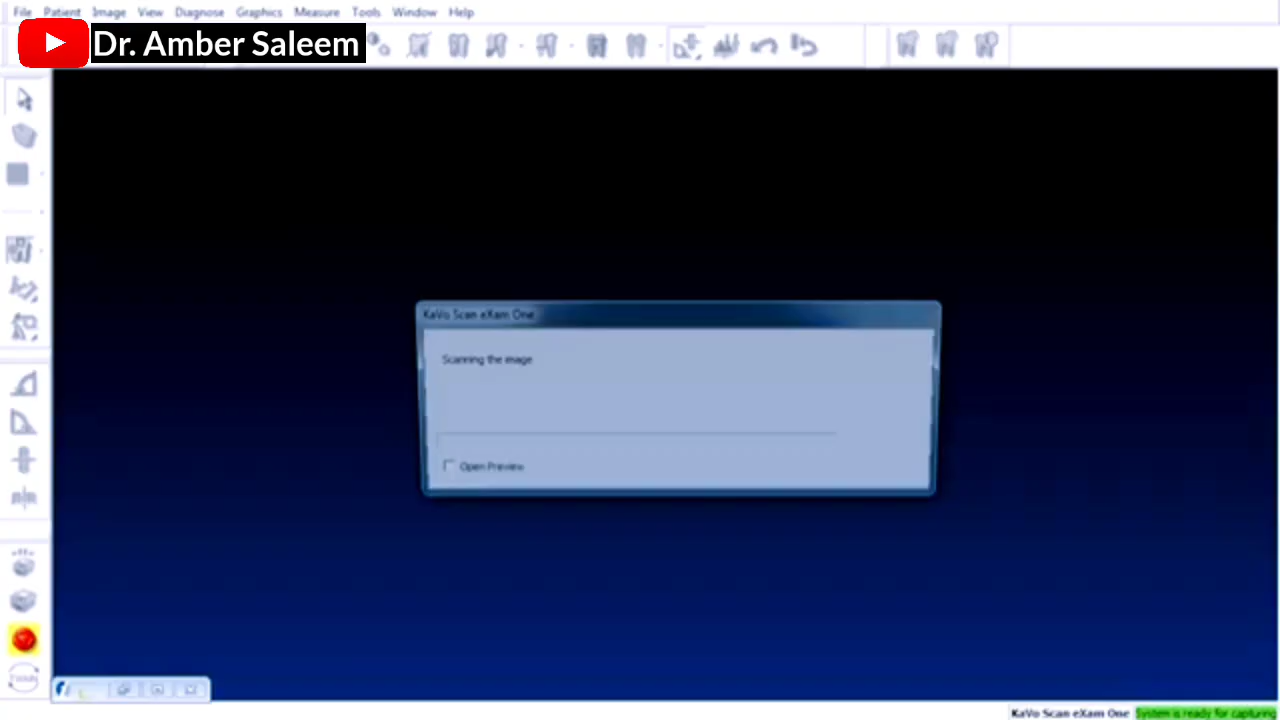 File Patient Image View Diagnose Graphics Measure Tools Window Help
Dr. Amber Saleem
KaVo Scan eXam One
Scanning the image
Open Preview
KaVo Scan eXam One System is ready for capturing